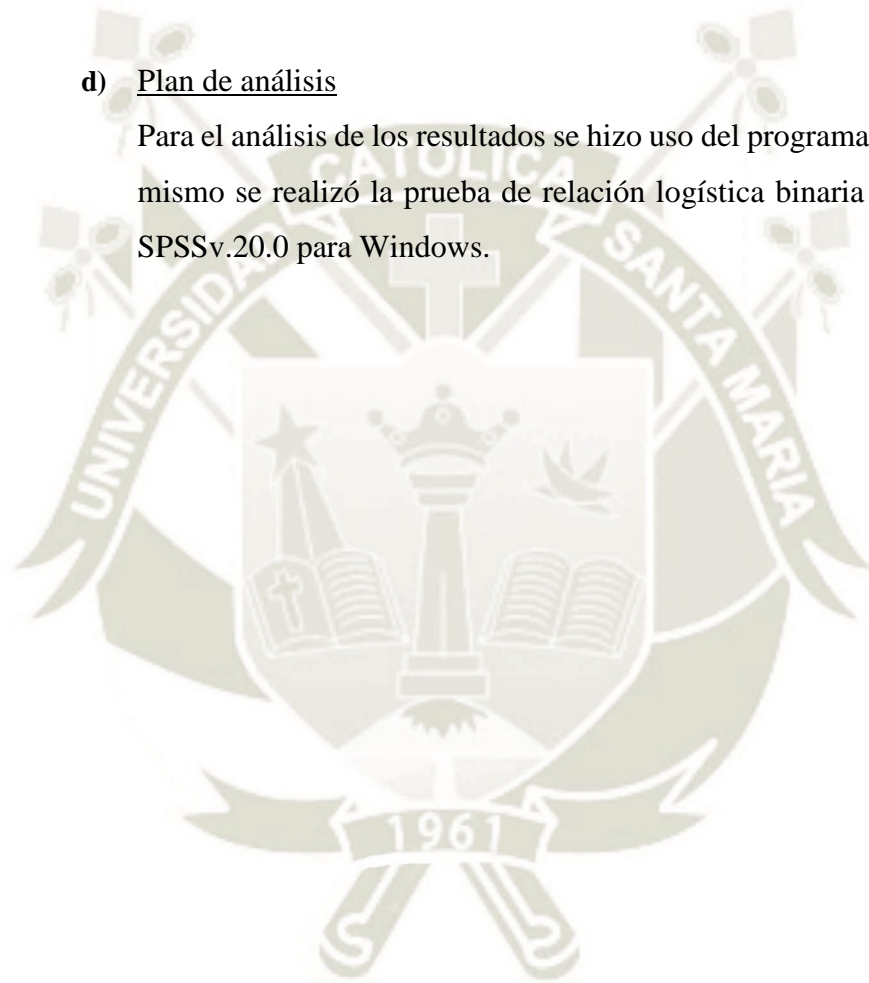 d) Plan de análisis
Para el análisis de los resultados se hizo uso del programa
mismo se realizó la prueba de relación logística binaria
SPSSv.20.0 para Windows.
UNIVERSIDAD CATOLICA SANTA MARIA
1961